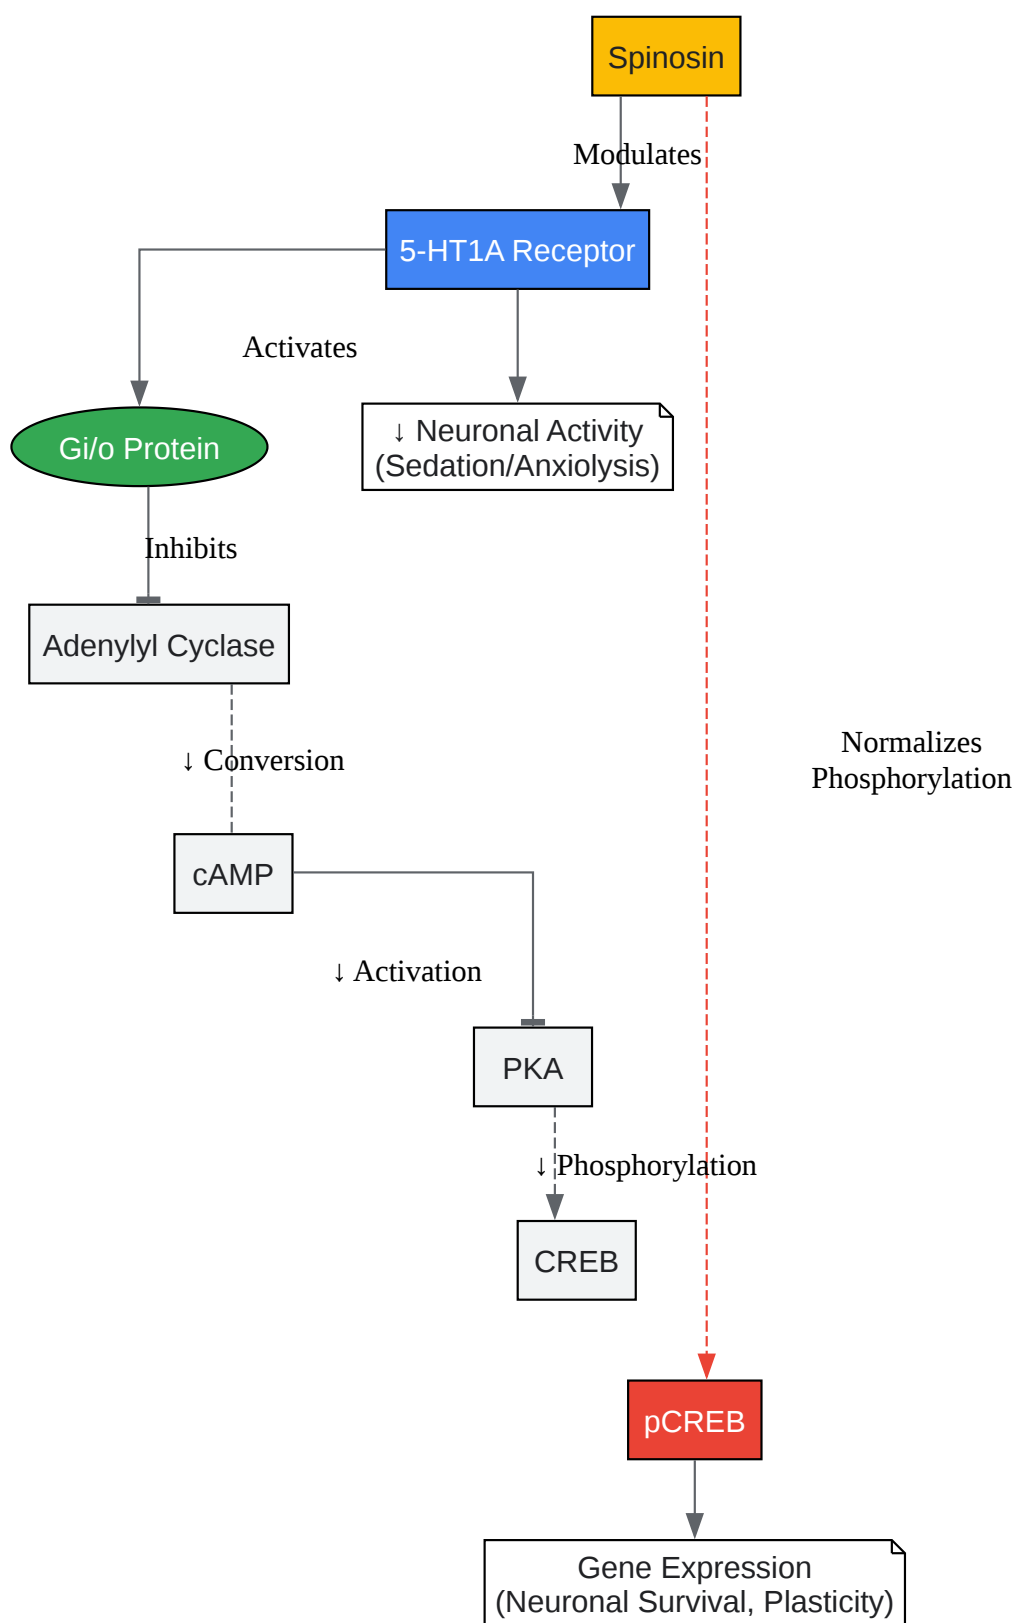 Spinosin
Modulates
5-HT1A Receptor
Activates
↓ Neuronal Activity
(Sedation/Anxiolysis)
Gi/o Protein
Inhibits
Adenylyl Cyclase
↓ Conversion
Normalizes
Phosphorylation
cAMP
↓ Activation
PKA
↓ Phosphorylation
CREB
pCREB
Gene Expression
(Neuronal Survival, Plasticity)